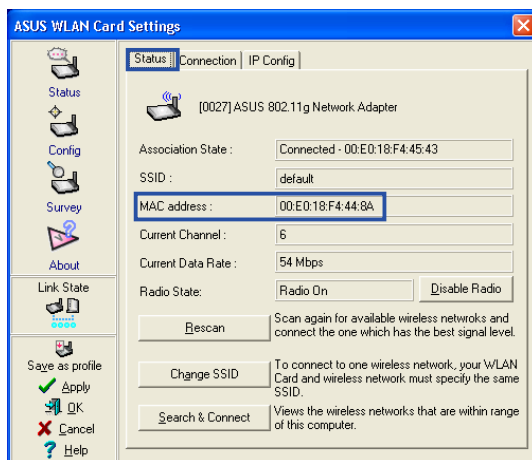 ASUS WLAN Card Settings
Status
Config
Survey
About
Link State
Save as profile
Apply
OK
Cancel
Help
Status Connection IP Config
[0027] ASUS 802.11g Network Adapter
Association State : Connected - 00:E0:18:F4:45:43
SSID : default
MAC address : 00:E0:18:F4:44:8A
Current Channel : 6
Current Data Rate : 54 Mbps
Radio State: Radio On Disable Radio
Rescan
Scan again for available wireless netwroks and
connect the one which has the best signal level.
Change SSID
To connect to one wireless network, your WLAN
Card and wireless network must specify the same
SSID.
Search & Connect
Views the wireless networks that are within range
of this computer.